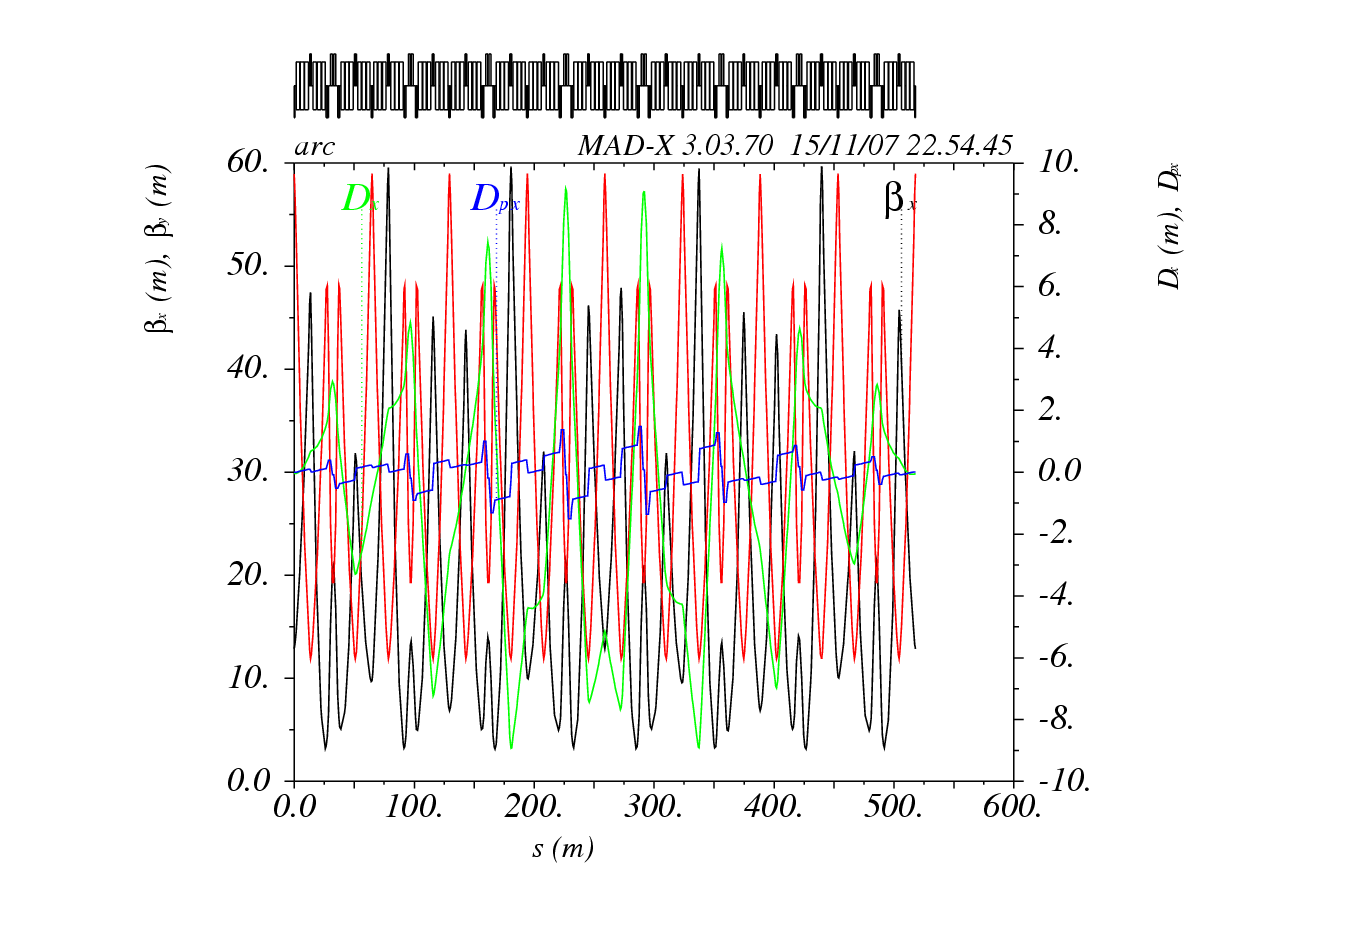 arc MAD-X 3.03.70 15/11/07 22.54.45
60. 10.
Dx Dpx βx
8.
50. 6.
40. 4.
2.
30. 0.0
-2.
20. -4.
10. -6.
-8.
0.0 -10.
0.0 100. 200. 300. 400. 500. 600.
s (m)
βx (m), βy (m)
Dx (m), Dpx